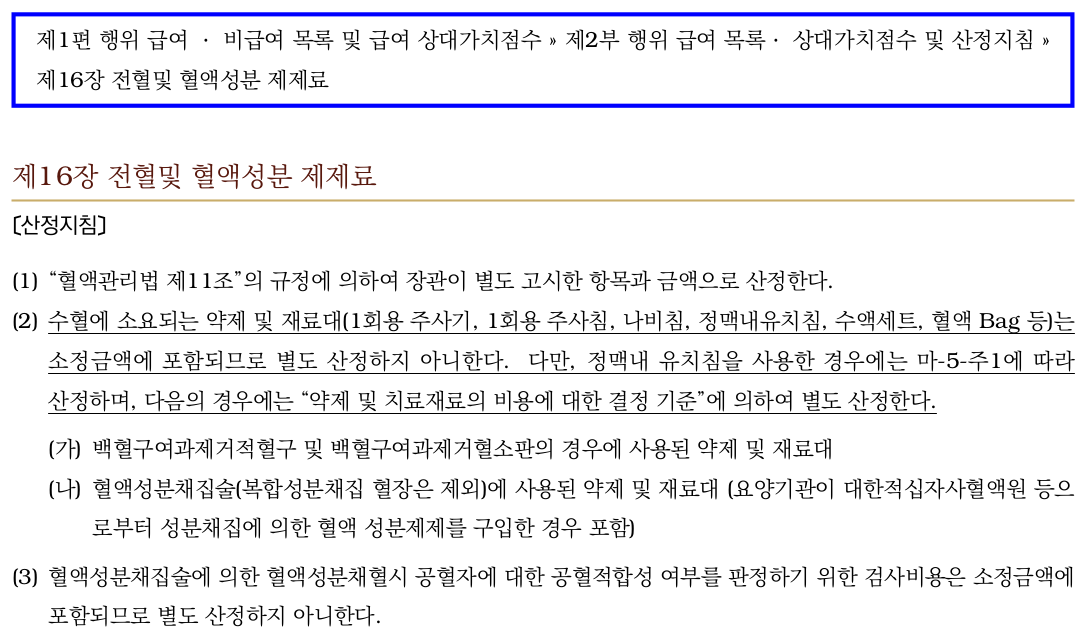 제1편 행위 급여 · 비급여 목록 및 급여 상대가치점수 » 제2부 행위 급여 목록 · 상대가치점수 및 산정지침 »
제16장 전혈및 혈액성분 제제료
제16장 전혈및 혈액성분 제제료
〔산정지침〕
(1) “혈액관리법 제11조”의 규정에 의하여 장관이 별도 고시한 항목과 금액으로 산정한다.
(2) 수혈에 소요되는 약제 및 재료대(1회용 주사기, 1회용 주사침, 나비침, 정맥내유치침, 수액세트, 혈액 Bag 등)는
소정금액에 포함되므로 별도 산정하지 아니한다. 다만, 정맥내 유치침을 사용한 경우에는 마-5-주1에 따라
산정하며, 다음의 경우에는 “약제 및 치료재료의 비용에 대한 결정 기준”에 의하여 별도 산정한다.
(가) 백혈구여과제거적혈구 및 백혈구여과제거혈소판의 경우에 사용된 약제 및 재료대
(나) 혈액성분채집술(복합성분채집 혈장은 제외)에 사용된 약제 및 재료대 (요양기관이 대한적십자사혈액원 등으
로부터 성분채집에 의한 혈액 성분제제를 구입한 경우 포함)
(3) 혈액성분채집술에 의한 혈액성분채혈시 공혈자에 대한 공혈적합성 여부를 판정하기 위한 검사비용은 소정금액에
포함되므로 별도 산정하지 아니한다.